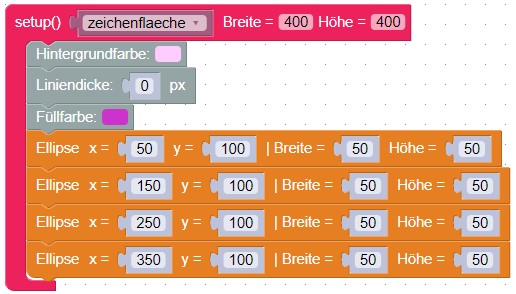 setup() zeichenflaeche Breite = 400 Höhe = 400
Hintergrundfarbe:
Liniendicke: 0 px
Füllfarbe:
Ellipse x = 50 y = 100 | Breite = 50 Höhe = 50
Ellipse x = 150 y = 100 | Breite = 50 Höhe = 50
Ellipse x = 250 y = 100 | Breite = 50 Höhe = 50
Ellipse x = 350 y = 100 | Breite = 50 Höhe = 50